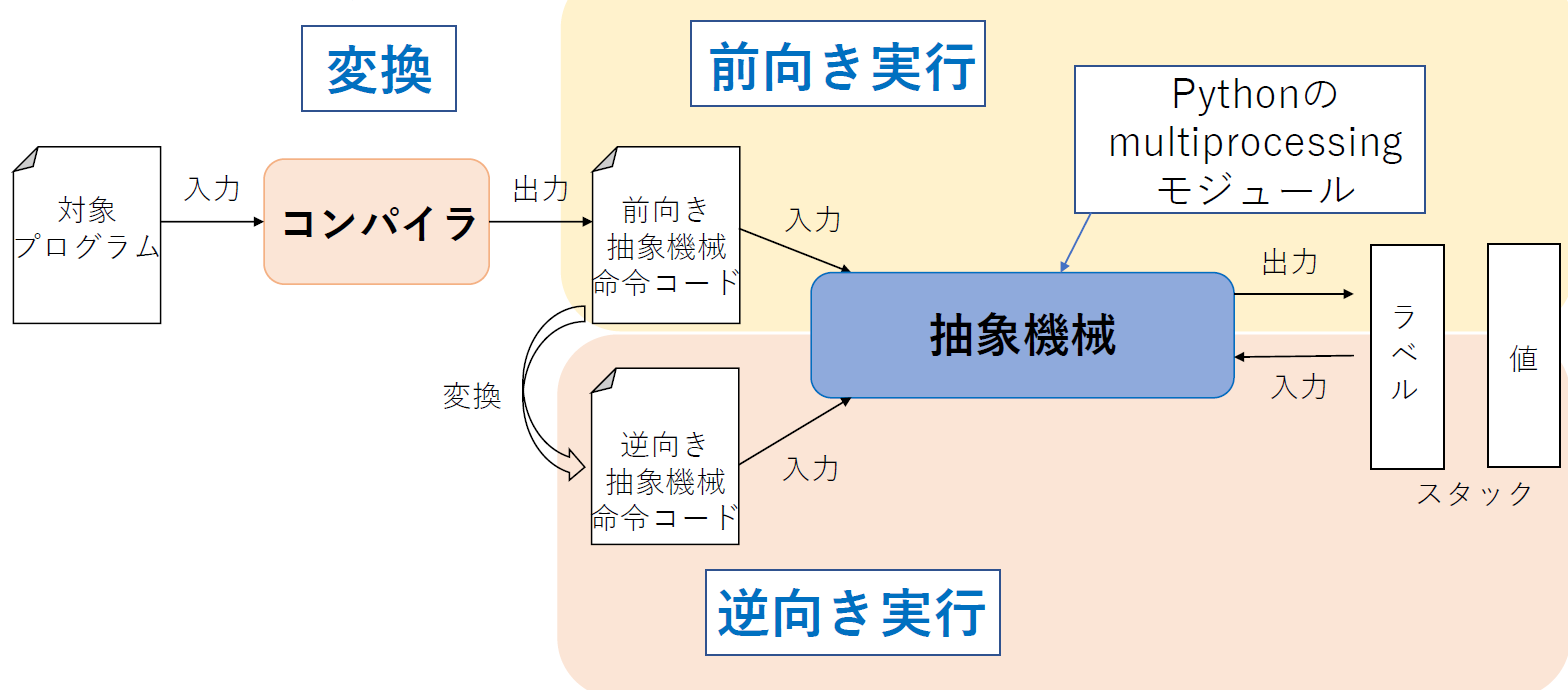 変換
前向き実行
Pythonの
multiprocessing
モジュール
対象
プログラム
入力
コンパイラ
出力
前向き
抽象機械
命令コード
入力
抽象機械
出力
入力
ラベル
値
スタック
変換
逆向き
抽象機械
命令コード
入力
逆向き実行